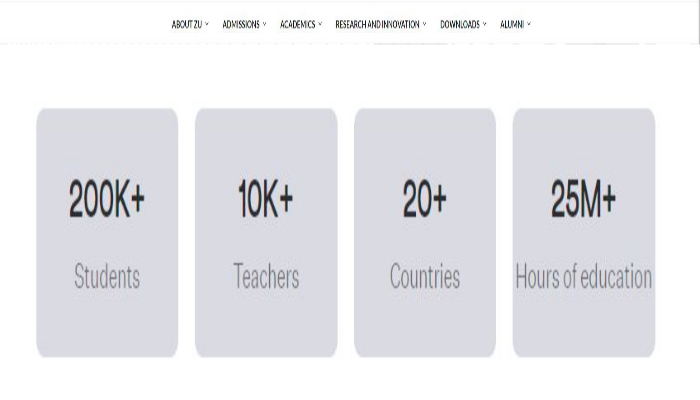 ABOUT ZU ADMISSIONS ACADEMICS RESEARCH AND INNOVATION DOWNLOADS ALUMNI
200K+
Students
10K+
Teachers
20+
Countries
25M+
Hours of education